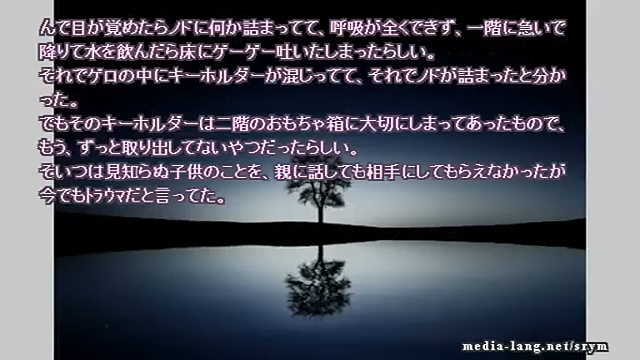 んで目が覚めたらノドに何か詰まってて、呼吸が全くできず、一階に急いで
降りて水を飲んだら床にゲーゲー吐いたしまったらしい。
それでゲロの中にキーホルダーが混じってて、それでノドが詰まったと分か
った。
でもそのキーホルダーは二階のおもちゃ箱に大切にしまってあったもので、
もう、ずっと取り出してないやつだったらしい。
そいつは見知らぬ子供のことを、親に話しても相手にしてもらえなかったが
今でもトラウマだと言ってた。
media-lang.net/srym